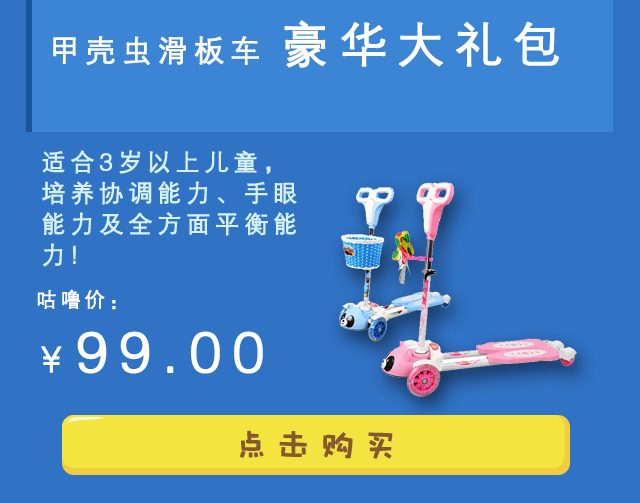 甲壳虫滑板车 豪华大礼包
适合3岁以上儿童，
培养协调能力、手眼
能力及全方面平衡能
力!
咕噜价：
¥99.00
点击购买